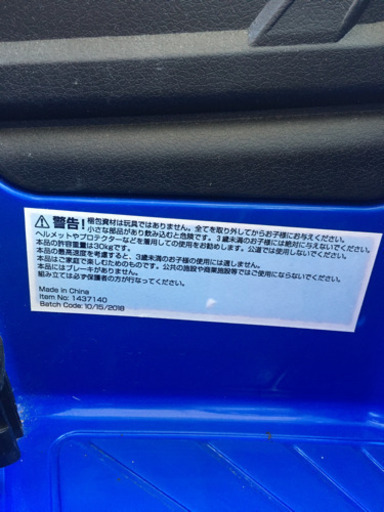 ⚠警告! 梱包資材は玩具ではありません。全てを取り外してからお子様にお与えください。
小さな部品があり飲み込むと危険です。3歳未満のお子様には絶対に与えないでください。
ヘルメットやプロテクターなどを着用しての使用をお勧めします。公道では使用しないでください。
本品の許容重量は30kgです。
本品の最高速度を考慮すると、3歳未満のお子様の使用には適しません。
本品はご家庭で楽しむためのものです。公共の施設や商業施設等ではご使用にならないでください。
本品にはブレーキがありません。
組み立ては必ず保護者の方が行なってください。
Made in China
Item No: 1437140
Batch Code: 10/15/2018